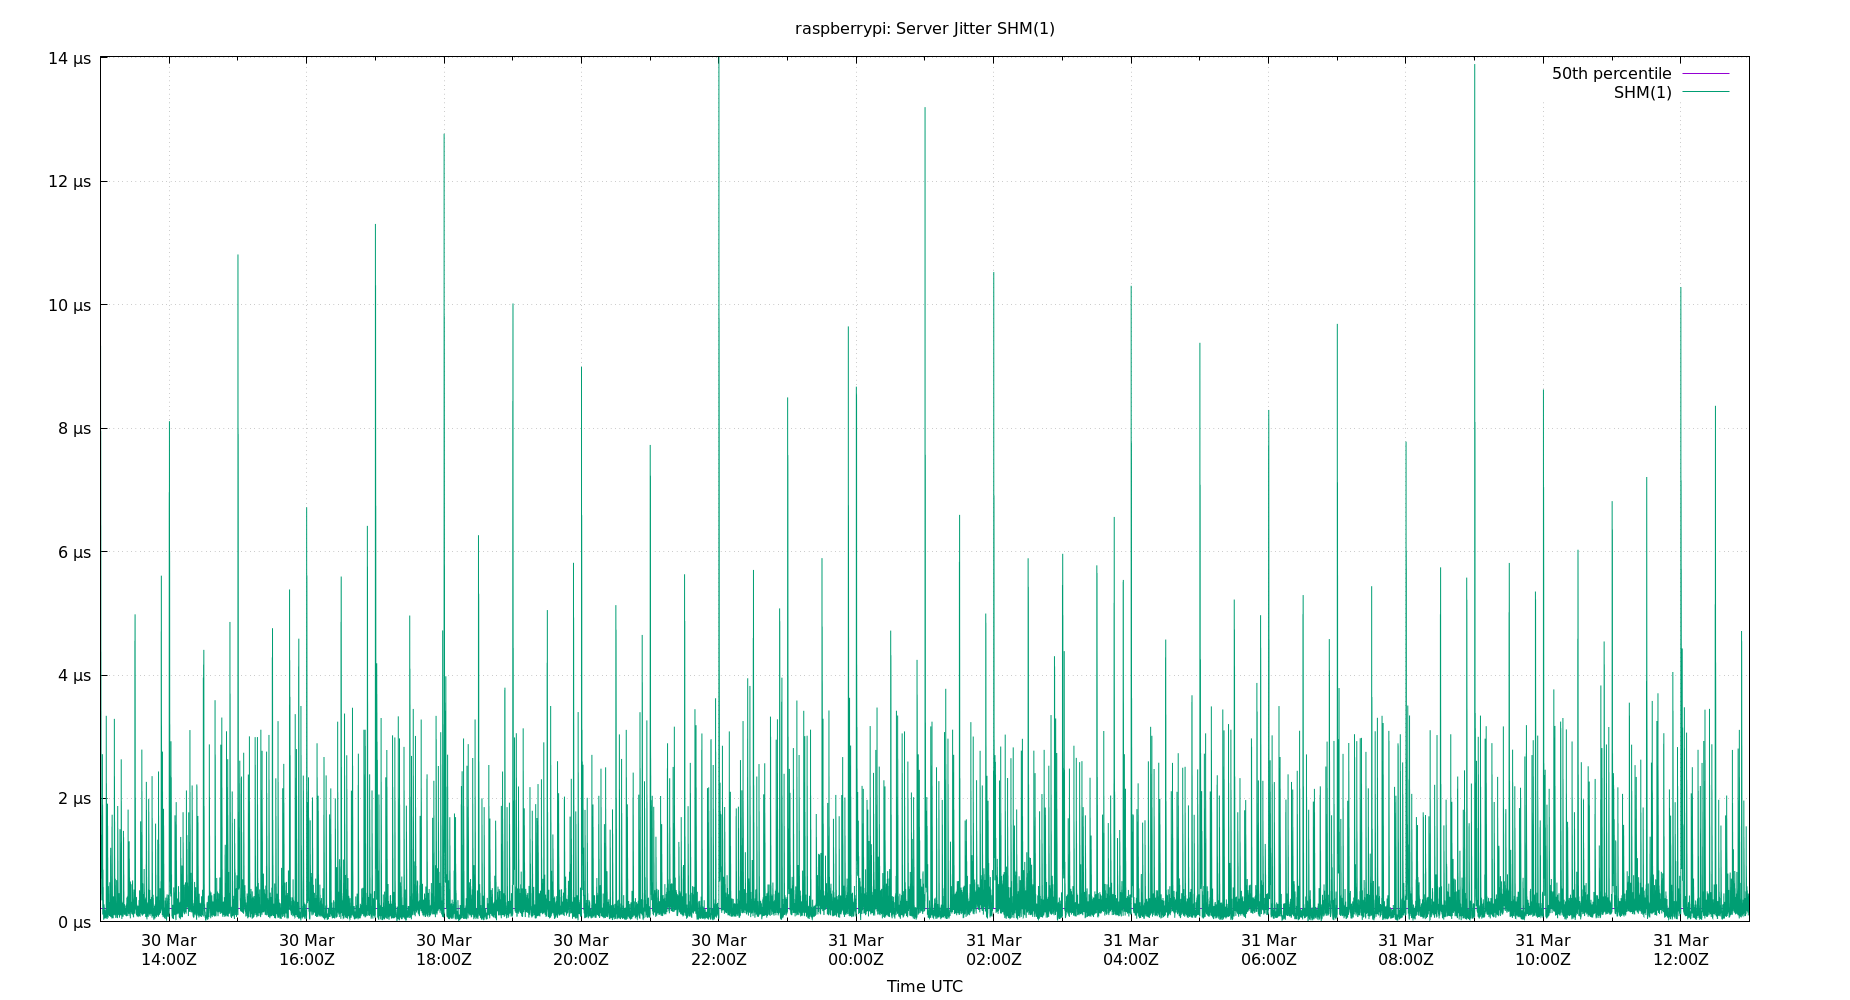 raspberrypi: Server Jitter SHM(1)
14 µs
12 µs
10 µs
8 µs
6 µs
4 µs
2 µs
0 µs
50th percentile
SHM(1)
30 Mar 30 Mar 30 Mar 30 Mar 30 Mar 31 Mar 31 Mar 31 Mar 31 Mar 31 Mar 31 Mar 31 Mar
14:00Z 16:00Z 18:00Z 20:00Z 22:00Z 00:00Z 02:00Z 04:00Z 06:00Z 08:00Z 10:00Z 12:00Z
Time UTC